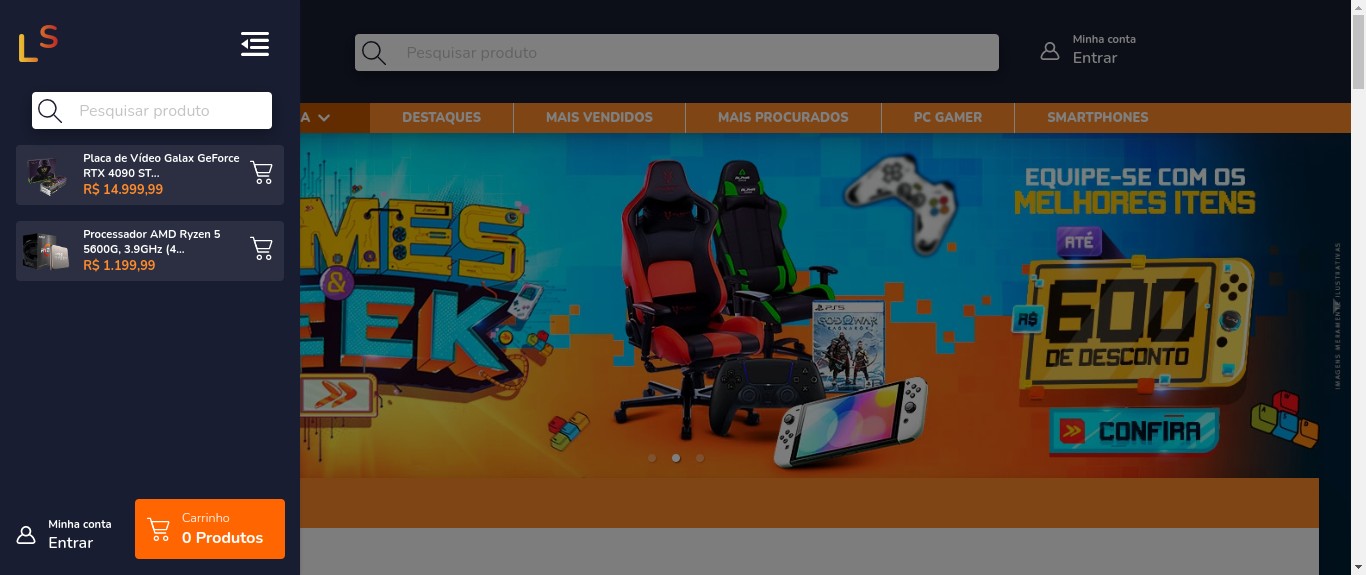 LS
Pesquisar produto
Placa de Vídeo Galax GeForce
RTX 4090 ST...
R$ 14.999,99
Processador AMD Ryzen 5
5600G, 3.9GHz (4...
R$ 1.199,99
Minha conta
Entrar
Carrinho
0 Produtos
Pesquisar produto
Minha conta
Entrar
A
DESTAQUES
MAIS VENDIDOS
MAIS PROCURADOS
PC GAMER
SMARTPHONES
MES
&
EEK
PS5
GOD OF WAR
RAGNARÖK
EQUIPE-SE COM OS
MELHORES ITENS
ATÉ
R$
600
DE DESCONTO
CONFIRA
IMAGENS MERAMENTE ILUSTRATIVAS